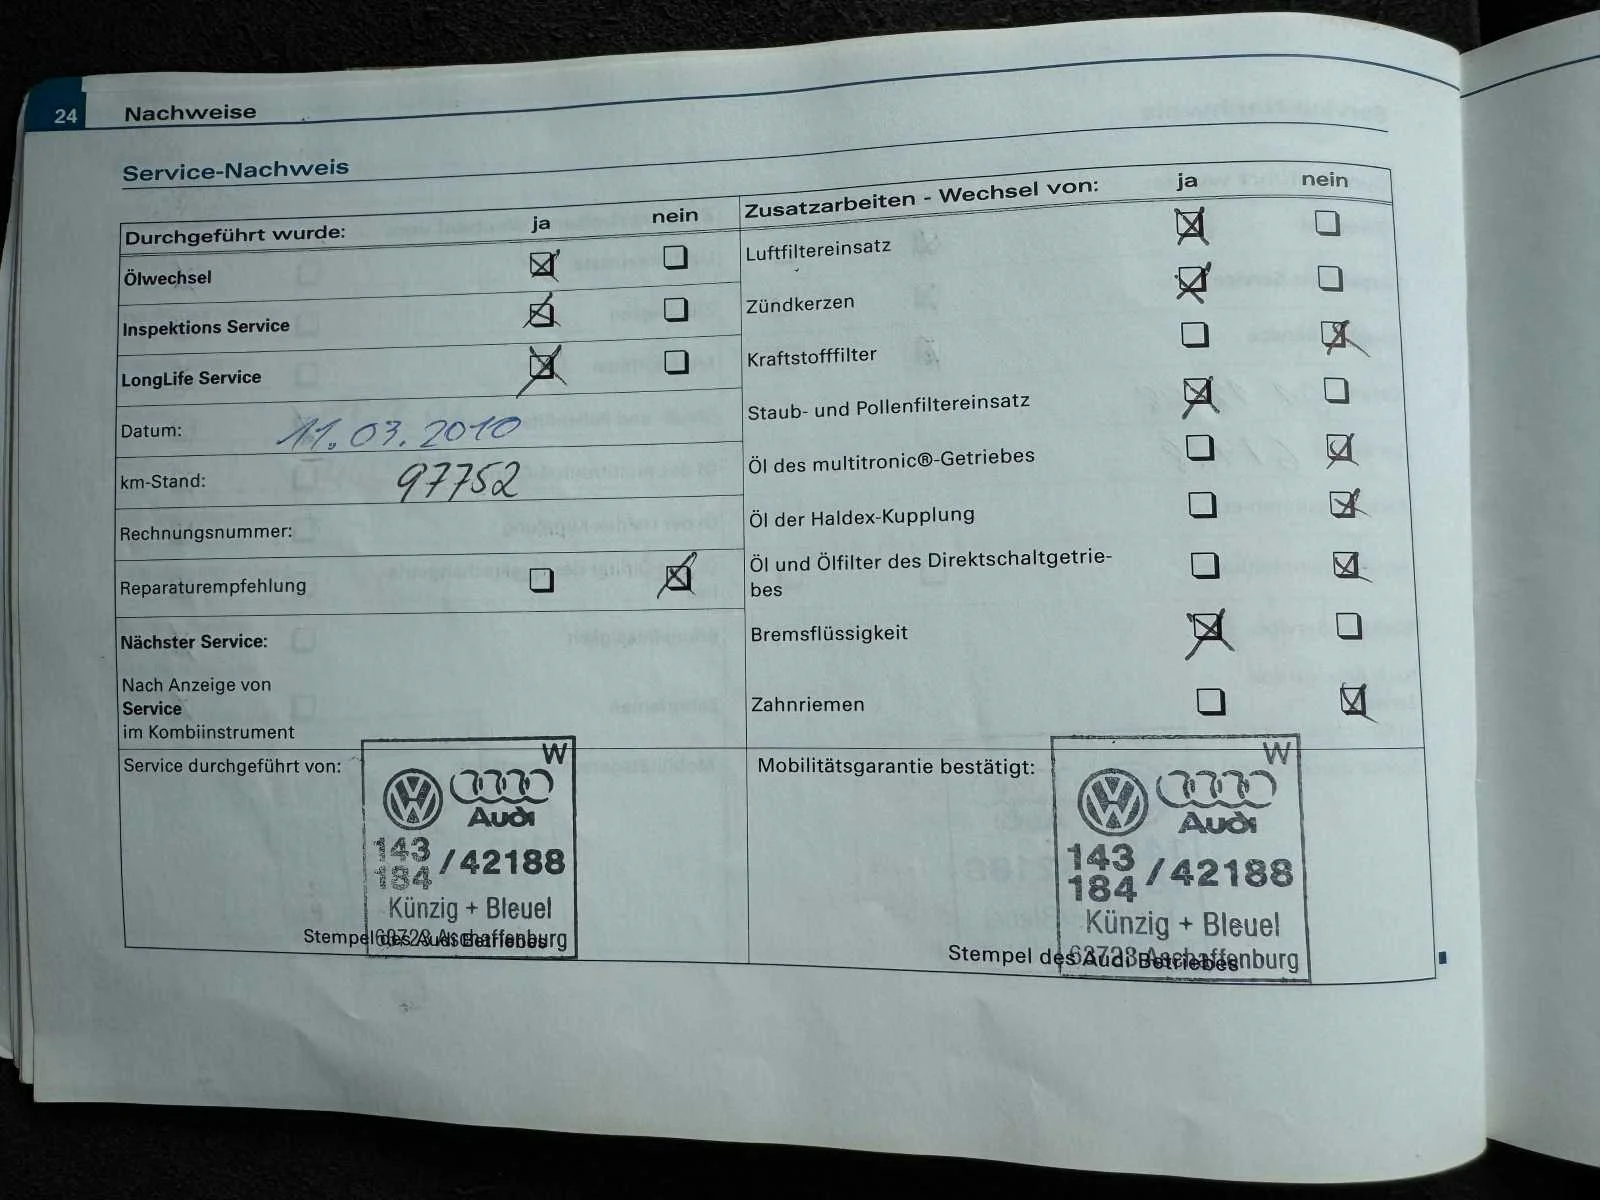 24 Nachweise
Service-Nachweis
Durchgeführt wurde: ja nein
Ölwechsel
Inspektions Service
LongLife Service
Datum: 11.03.2010
km-Stand: 97752
Rechnungsnummer:
Reparaturempfehlung
Nächster Service:
Nach Anzeige von
Service
im Kombiinstrument
Zusatzarbeiten - Wechsel von: ja nein
Luftfiltereinsatz
Zündkerzen
Kraftstofffilter
Staub- und Pollenfiltereinsatz
Öl des multitronic®-Getriebes
Öl der Haldex-Kupplung
Öl und Ölfilter des Direktschaltgetrie-
bes
Bremsflüssigkeit
Zahnriemen
Service durchgeführt von:
W
Audi
143
184 /42188
Künzig + Bleuel
63723 Aschaffenburg
Stempel des Audi Betriebes
Mobilitätsgarantie bestätigt:
W
Audi
143
184 /42188
Künzig + Bleuel
63723 Aschaffenburg
Stempel des Audi Betriebes